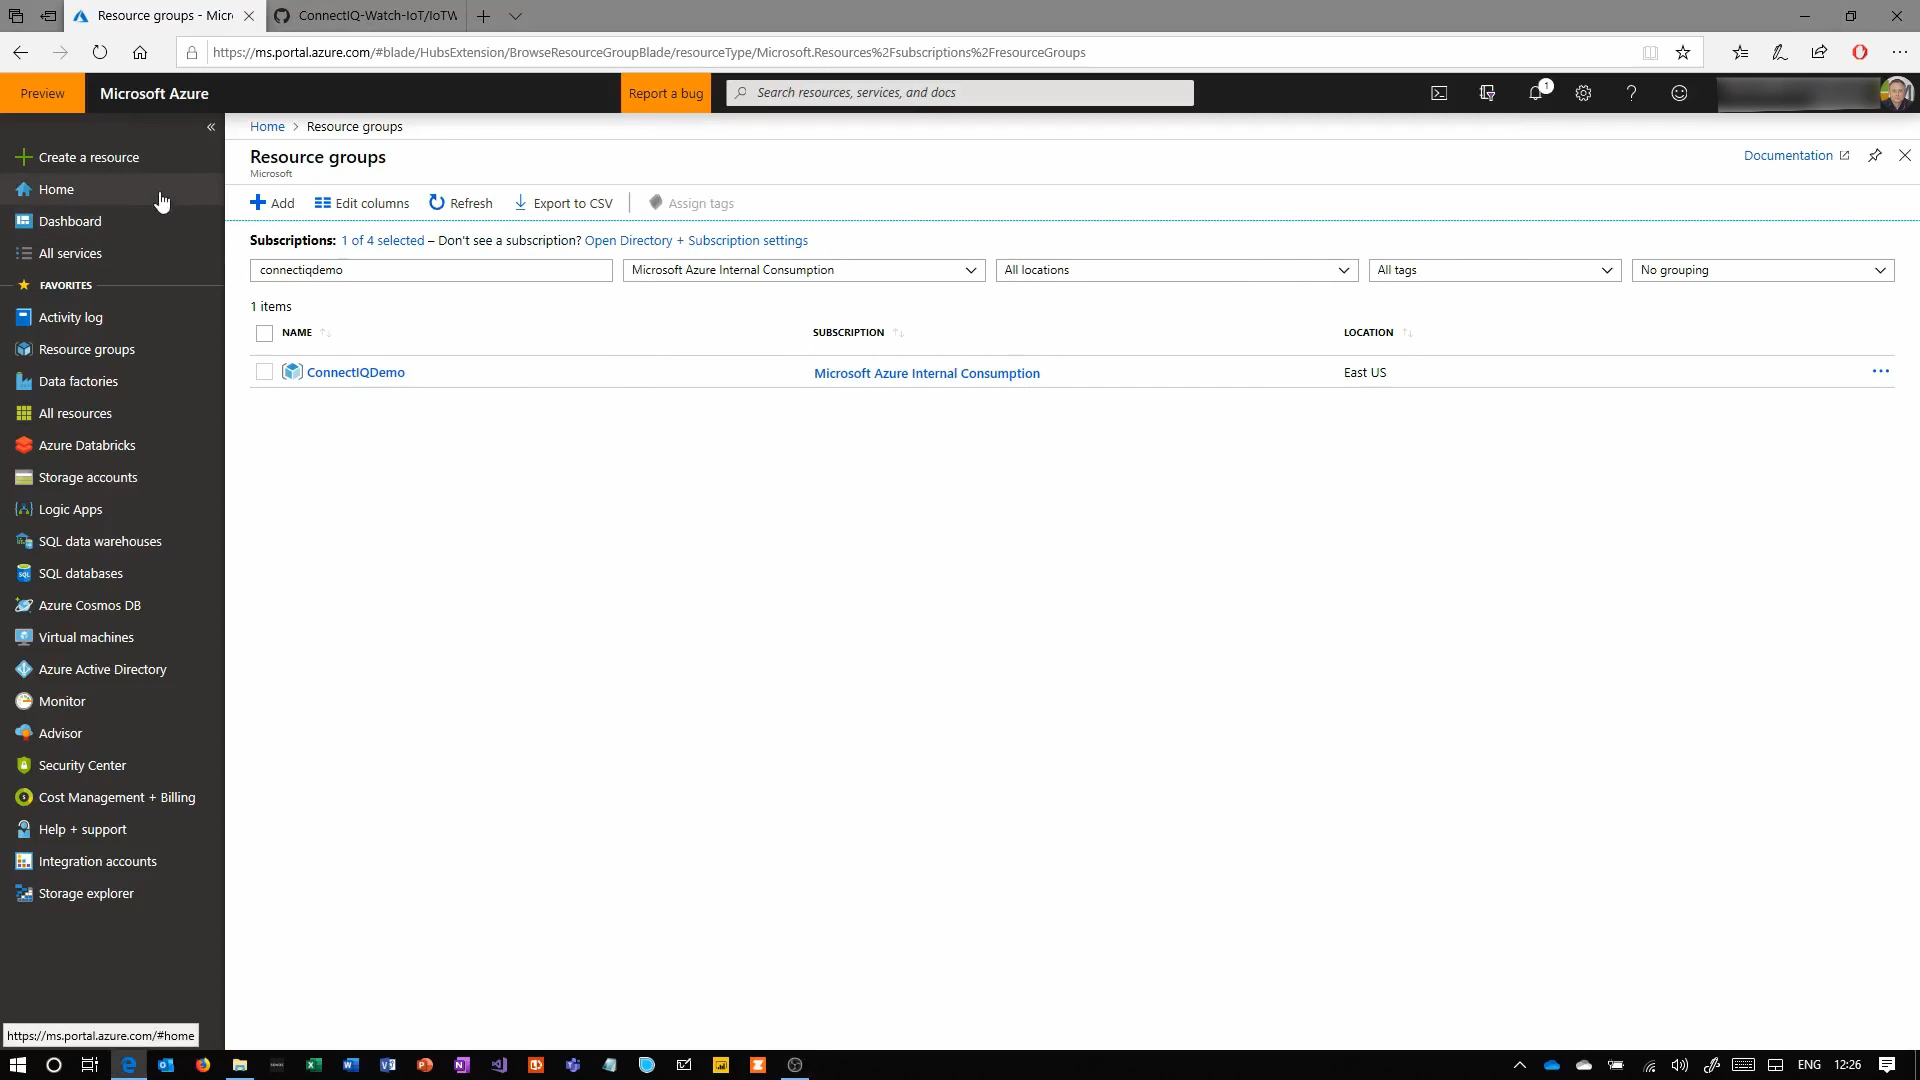 Resource groups - Micr
ConnectIQ-Watch-IoT/IoTW
https://ms.portal.azure.com/#blade/HubsExtension/BrowseResourceGroupBlade/resourceType/Microsoft.Resources%2Fsubscriptions%2FresourceGroups
Preview
Microsoft Azure
Report a bug
Search resources, services, and docs
1
Create a resource
Home
Dashboard
All services
FAVORITES
Activity log
Resource groups
Data factories
All resources
Azure Databricks
Storage accounts
Logic Apps
SQL data warehouses
SQL databases
Azure Cosmos DB
Virtual machines
Azure Active Directory
Monitor
Advisor
Security Center
Cost Management + Billing
Help + support
Integration accounts
Storage explorer
Home > Resource groups
Resource groups
Microsoft
Documentation
Add Edit columns Refresh Export to CSV Assign tags
Subscriptions: 1 of 4 selected – Don't see a subscription? Open Directory + Subscription settings
connectiqdemo Microsoft Azure Internal Consumption All locations All tags No grouping
1 items
NAME SUBSCRIPTION LOCATION
ConnectIQDemo Microsoft Azure Internal Consumption East US
https://ms.portal.azure.com/#home
ENG 12:26